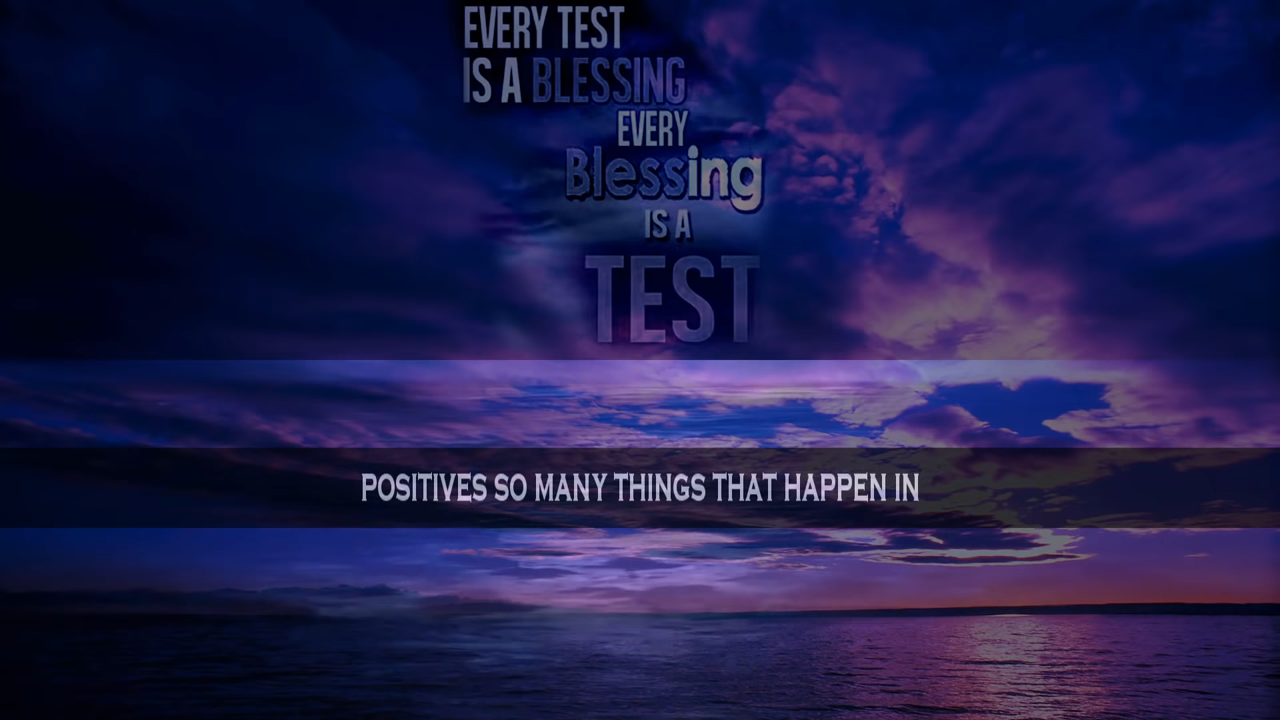 EVERY TEST
IS A BLESSING
EVERY
Blessing
IS A
TEST
POSITIVES SO MANY THINGS THAT HAPPEN IN